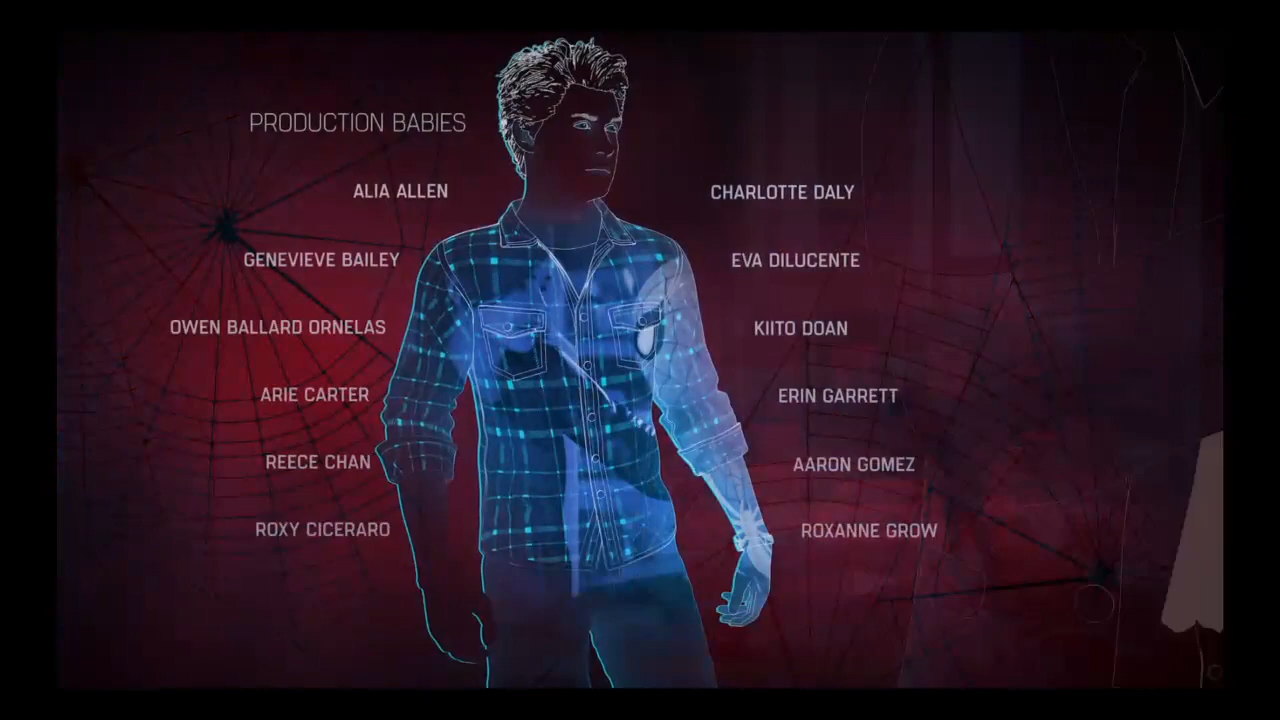 PRODUCTION BABIES
ALIA ALLEN
GENEVIEVE BAILEY
OWEN BALLARD ORNELAS
ARIE CARTER
REECE CHAN
ROXY CICERARO
CHARLOTTE DALY
EVA DILUCENTE
KIITO DOAN
ERIN GARRETT
AARON GOMEZ
ROXANNE GROW